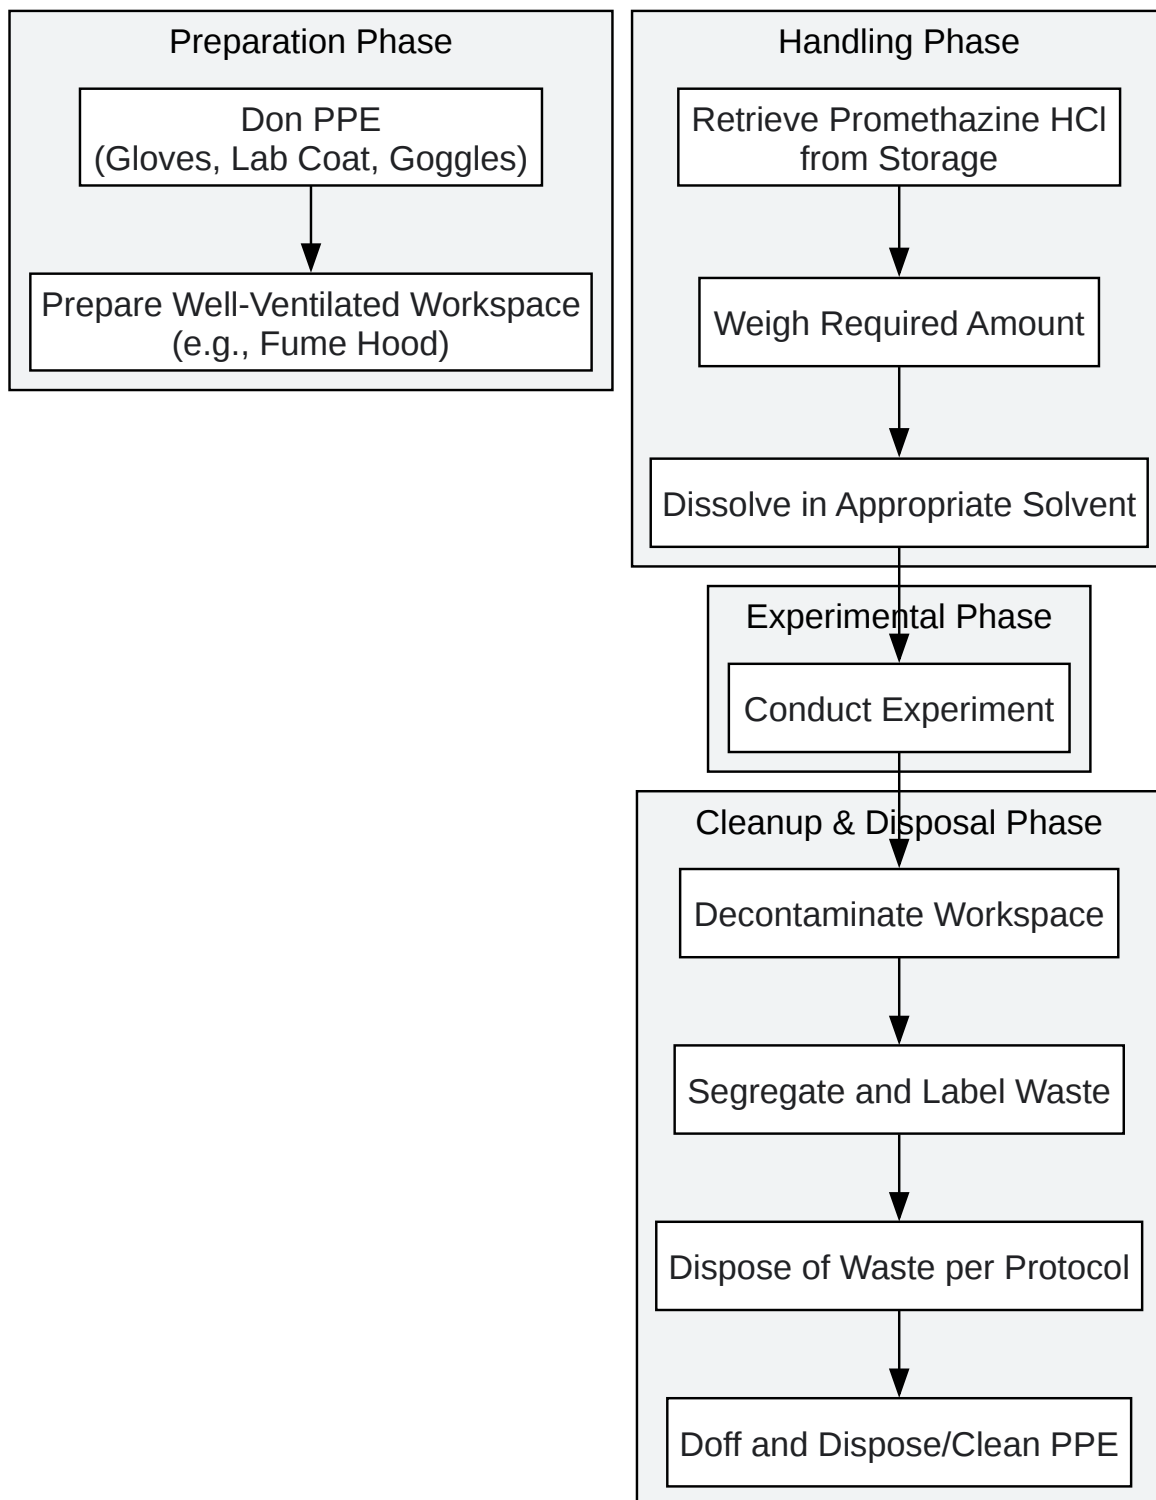 Preparation Phase
Don PPE
(Gloves, Lab Coat, Goggles)
Prepare Well-Ventilated Workspace
(e.g., Fume Hood)
Handling Phase
Retrieve Promethazine HCl
from Storage
Weigh Required Amount
Dissolve in Appropriate Solvent
Experimental Phase
Conduct Experiment
Cleanup & Disposal Phase
Decontaminate Workspace
Segregate and Label Waste
Dispose of Waste per Protocol
Doff and Dispose/Clean PPE